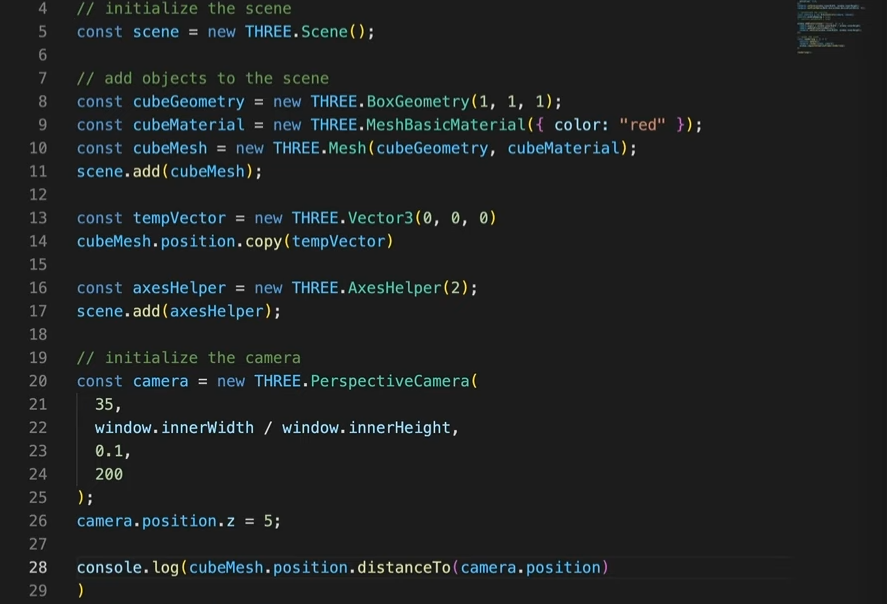 4 // initialize the scene
5 const scene = new THREE.Scene();
6
7 // add objects to the scene
8 const cubeGeometry = new THREE.BoxGeometry(1, 1, 1);
9 const cubeMaterial = new THREE.MeshBasicMaterial({ color: "red" });
10 const cubeMesh = new THREE.Mesh(cubeGeometry, cubeMaterial);
11 scene.add(cubeMesh);
12
13 const tempVector = new THREE.Vector3(0, 0, 0)
14 cubeMesh.position.copy(tempVector)
15
16 const axesHelper = new THREE.AxesHelper(2);
17 scene.add(axesHelper);
18
19 // initialize the camera
20 const camera = new THREE.PerspectiveCamera(
21   35,
22   window.innerWidth / window.innerHeight,
23   0.1,
24   200
25 );
26 camera.position.z = 5;
27
28 console.log(cubeMesh.position.distanceTo(camera.position)
29 )